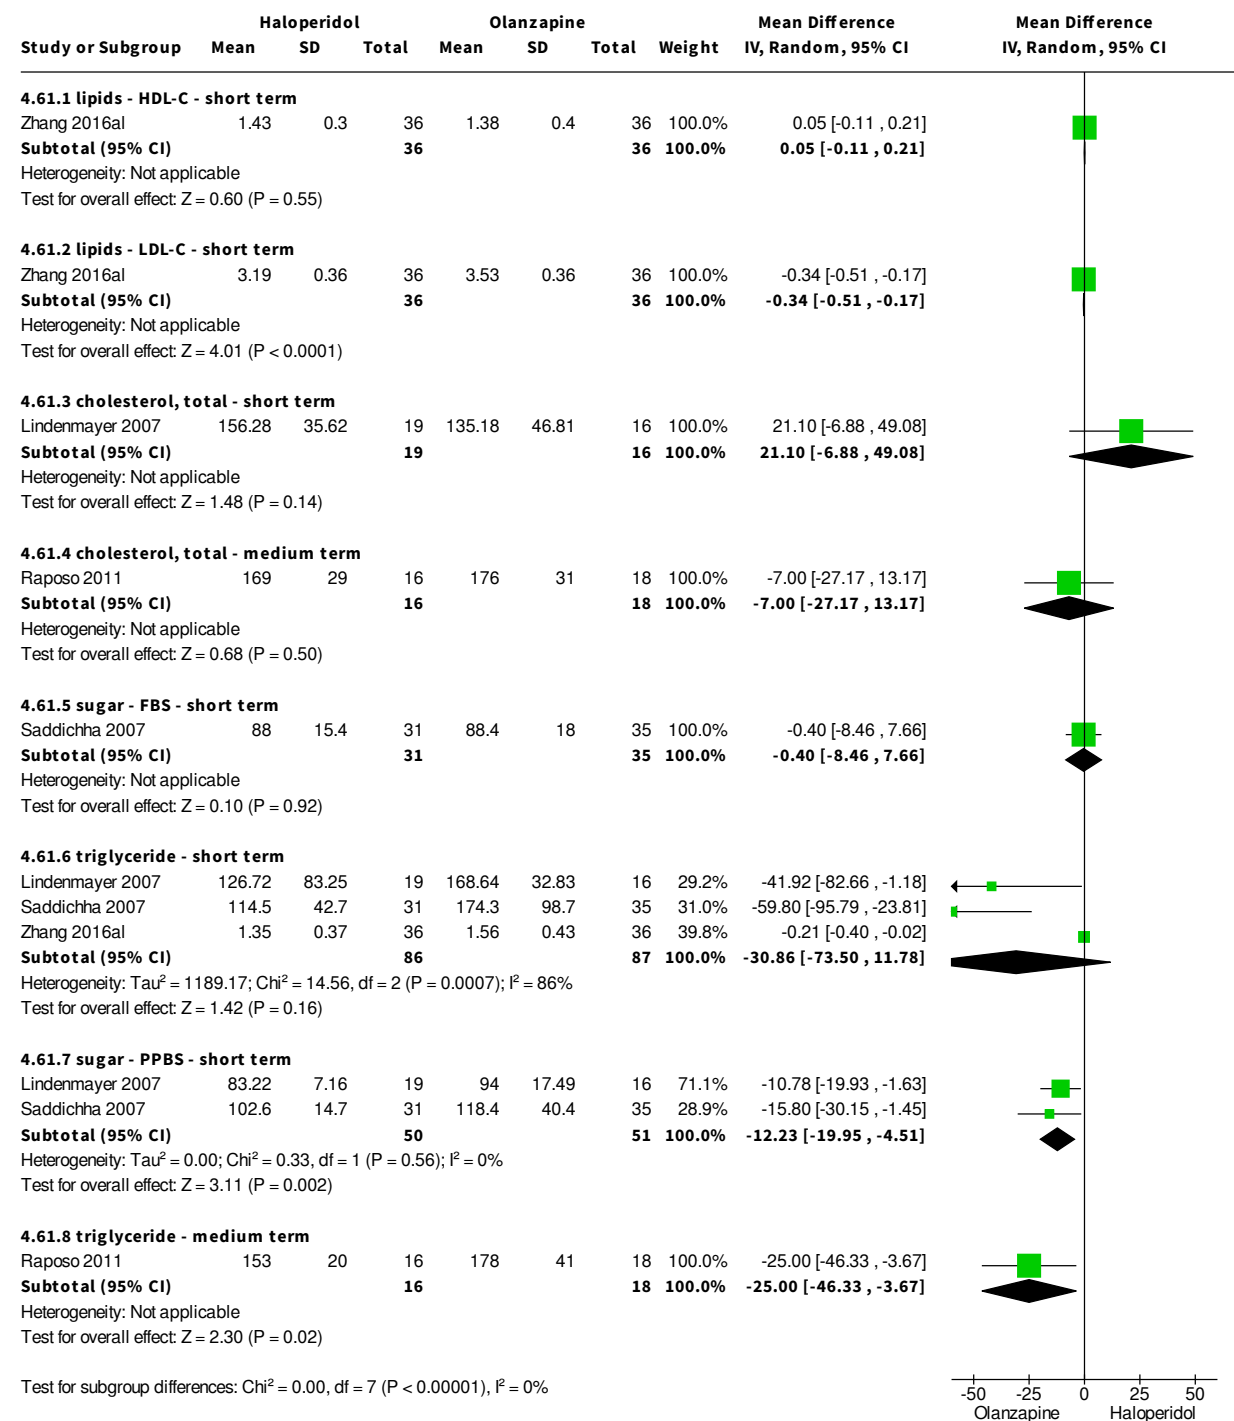 Haloperidol Olanzapine Mean Difference Mean Difference
Study or Subgroup Mean SD Total Mean SD Total Weight IV, Random, 95% CI IV, Random, 95% CI
4.61.1 lipids - HDL-C - short term
Zhang 2016al 1.43 0.3 36 1.38 0.4 36 100.0% 0.05 [-0.11 , 0.21]
Subtotal (95% CI) 36 36 100.0% 0.05 [-0.11 , 0.21]
Heterogeneity: Not applicable
Test for overall effect: Z = 0.60 (P = 0.55)
4.61.2 lipids - LDL-C - short term
Zhang 2016al 3.19 0.36 36 3.53 0.36 36 100.0% -0.34 [-0.51 , -0.17]
Subtotal (95% CI) 36 36 100.0% -0.34 [-0.51 , -0.17]
Heterogeneity: Not applicable
Test for overall effect: Z = 4.01 (P < 0.0001)
4.61.3 cholesterol, total - short term
Lindenmayer 2007 156.28 35.62 19 135.18 46.81 16 100.0% 21.10 [-6.88 , 49.08]
Subtotal (95% CI) 19 16 100.0% 21.10 [-6.88 , 49.08]
Heterogeneity: Not applicable
Test for overall effect: Z = 1.48 (P = 0.14)
4.61.4 cholesterol, total - medium term
Raposo 2011 169 29 16 176 31 18 100.0% -7.00 [-27.17 , 13.17]
Subtotal (95% CI) 16 18 100.0% -7.00 [-27.17 , 13.17]
Heterogeneity: Not applicable
Test for overall effect: Z = 0.68 (P = 0.50)
4.61.5 sugar - FBS - short term
Saddichha 2007 88 15.4 31 88.4 18 35 100.0% -0.40 [-8.46 , 7.66]
Subtotal (95% CI) 31 35 100.0% -0.40 [-8.46 , 7.66]
Heterogeneity: Not applicable
Test for overall effect: Z = 0.10 (P = 0.92)
4.61.6 triglyceride - short term
Lindenmayer 2007 126.72 83.25 19 168.64 32.83 16 29.2% -41.92 [-82.66 , -1.18]
Saddichha 2007 114.5 42.7 31 174.3 98.7 35 31.0% -59.80 [-95.79 , -23.81]
Zhang 2016al 1.35 0.37 36 1.56 0.43 36 39.8% -0.21 [-0.40 , -0.02]
Subtotal (95% CI) 86 87 100.0% -30.86 [-73.50 , 11.78]
Heterogeneity: Tau² = 1189.17; Chi² = 14.56, df = 2 (P = 0.0007); I² = 86%
Test for overall effect: Z = 1.42 (P = 0.16)
4.61.7 sugar - PPBS - short term
Lindenmayer 2007 83.22 7.16 19 94 17.49 16 71.1% -10.78 [-19.93 , -1.63]
Saddichha 2007 102.6 14.7 31 118.4 40.4 35 28.9% -15.80 [-30.15 , -1.45]
Subtotal (95% CI) 50 51 100.0% -12.23 [-19.95 , -4.51]
Heterogeneity: Tau² = 0.00; Chi² = 0.33, df = 1 (P = 0.56); I² = 0%
Test for overall effect: Z = 3.11 (P = 0.002)
4.61.8 triglyceride - medium term
Raposo 2011 153 20 16 178 41 18 100.0% -25.00 [-46.33 , -3.67]
Subtotal (95% CI) 16 18 100.0% -25.00 [-46.33 , -3.67]
Heterogeneity: Not applicable
Test for overall effect: Z = 2.30 (P = 0.02)
Test for subgroup differences: Chi² = 0.00, df = 7 (P < 0.00001), I² = 0%
-50 -25 0 25 50
Olanzapine Haloperidol